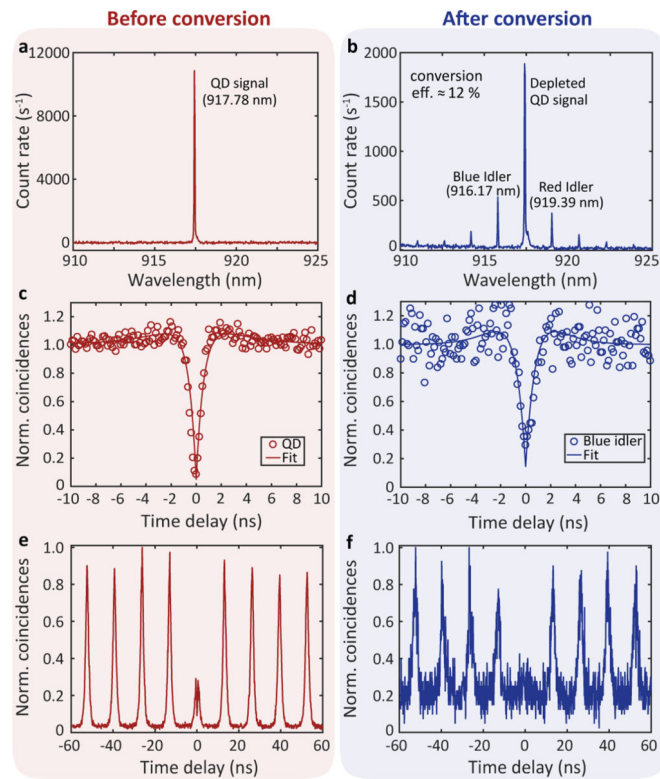 Before conversion
After conversion
a
12000
8000
4000
0
Count rate (s⁻¹)
QD signal
(917.78 nm)
910
915
920
925
Wavelength (nm)
b
2000
1500
1000
500
0
Count rate (s⁻¹)
conversion
eff. ≈ 12 %
Depleted
QD signal
Blue Idler
(916.17 nm)
Red Idler
(919.39 nm)
910
915
920
925
Wavelength (nm)
c
1.2
1.0
0.8
0.6
0.4
0.2
0
Norm. coincidences
QD
Fit
-10 -8 -6 -4 -2 0 2 4 6 8 10
Time delay (ns)
d
1.2
1.0
0.8
0.6
0.4
0.2
0
Norm. coincidences
Blue idler
Fit
-10 -8 -6 -4 -2 0 2 4 6 8 10
Time delay (ns)
e
1.0
0.8
0.6
0.4
0.2
0
Norm. coincidences
-60 -40 -20 0 20 40 60
Time delay (ns)
f
1.0
0.8
0.6
0.4
0.2
0
Norm. coincidences
-60 -40 -20 0 20 40 60
Time delay (ns)